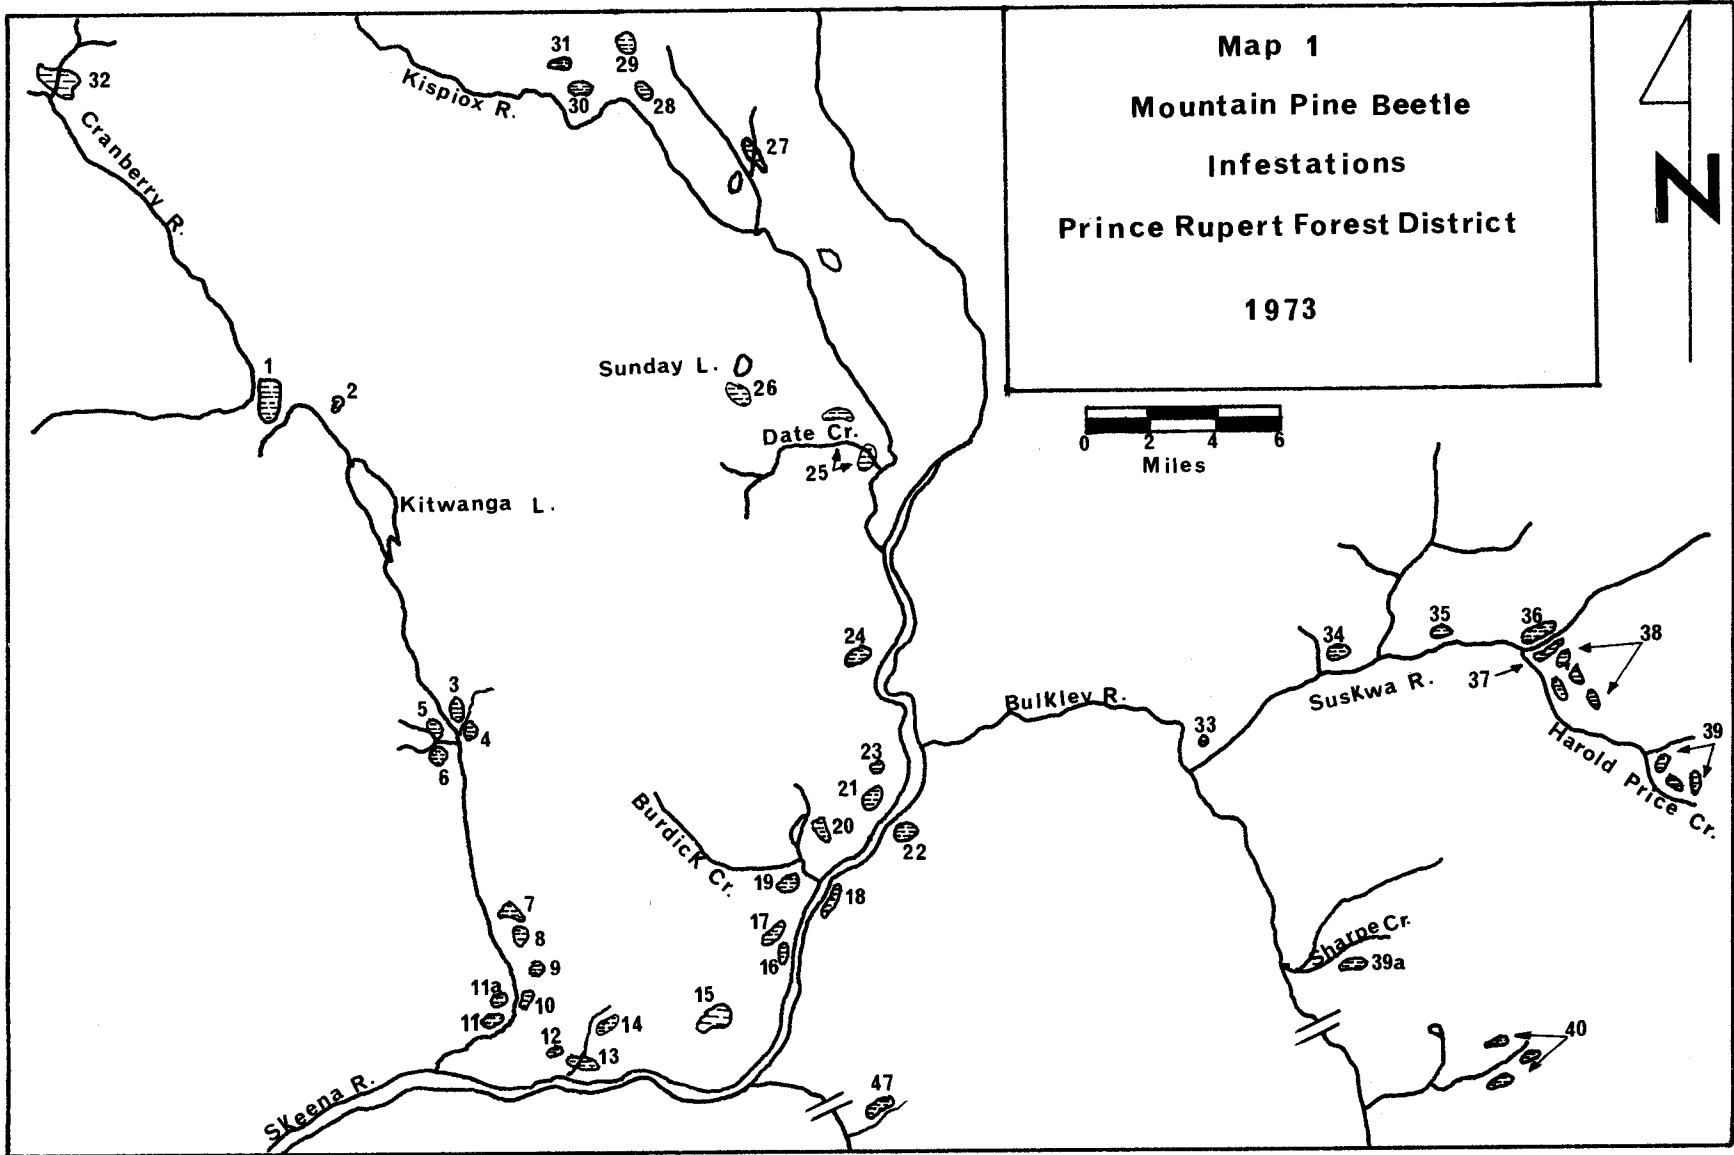 Map 1
Mountain Pine Beetle
Infestations
Prince Rupert Forest District
1973
N
0 2 4 6
Miles
31
29
32
30
28
Kispiox R.
Cranberry R.
27
1
2
Sunday L.
26
Date Cr.
25
Kitwanga L.
24
34
35
36
38
37
Suskwa R.
Bulkley R.
33
Harold Price Cr.
39
3
5
4
6
23
21
20
22
Burdick Cr.
19
18
7
17
8
16
9
Sharpe Cr.
39a
11a
10
15
11
14
12
13
40
47
Skeena R.